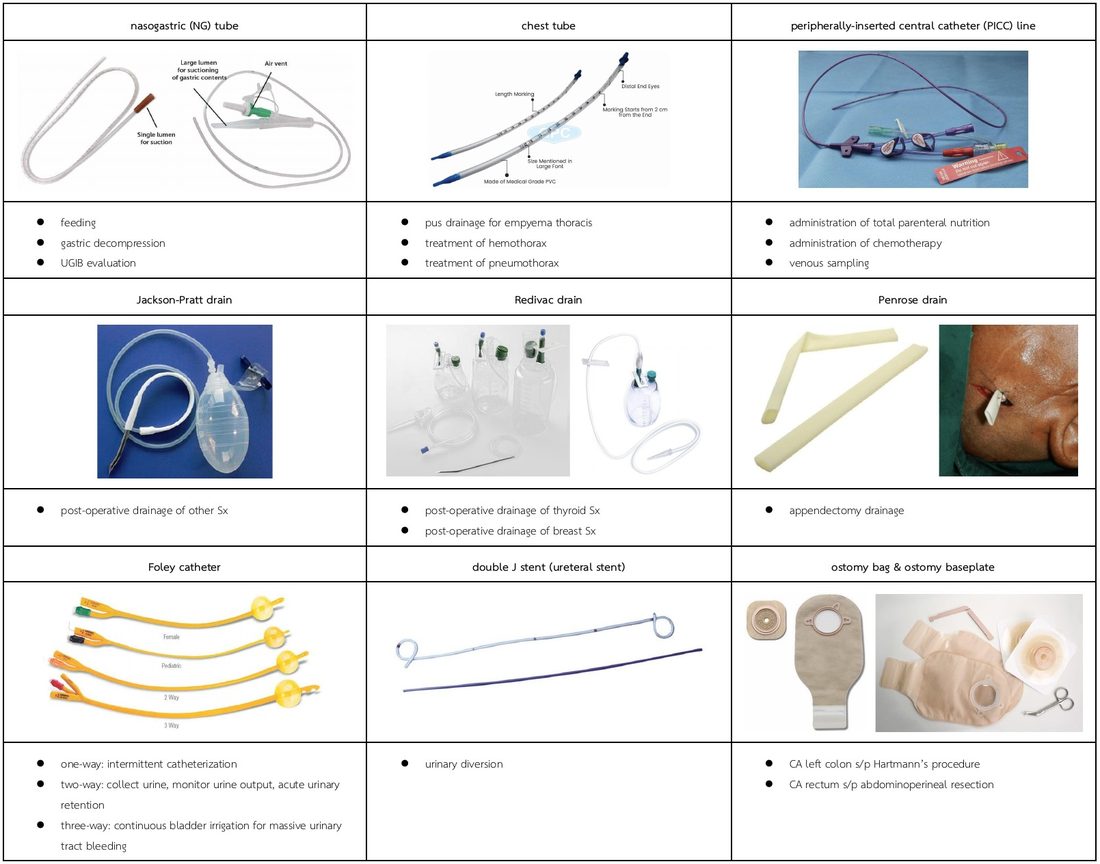 nasogastric (NG) tube
chest tube
peripherally-inserted central catheter (PICC) line
Large lumen
for suctioning
of gastric contents
Air vent
Single lumen
for suction
Length Marking
Distal End Eyes
Marking Starts from 2 cm
from the End
Size Mentioned in
Large Font
Made of Medical Grade PVC
Warning
● feeding
● gastric decompression
● UGIB evaluation
● pus drainage for empyema thoracis
● treatment of hemothorax
● treatment of pneumothorax
● administration of total parenteral nutrition
● administration of chemotherapy
● venous sampling
Jackson-Pratt drain
Redivac drain
Penrose drain
● post-operative drainage of other Sx
● post-operative drainage of thyroid Sx
● post-operative drainage of breast Sx
● appendectomy drainage
Foley catheter
double J stent (ureteral stent)
ostomy bag & ostomy baseplate
Female
Pediatric
2 Way
3 Way
● one-way: intermittent catheterization
● two-way: collect urine, monitor urine output, acute urinary
retention
● three-way: continuous bladder irrigation for massive urinary
tract bleeding
● urinary diversion
● CA left colon s/p Hartmann's procedure
● CA rectum s/p abdominoperineal resection